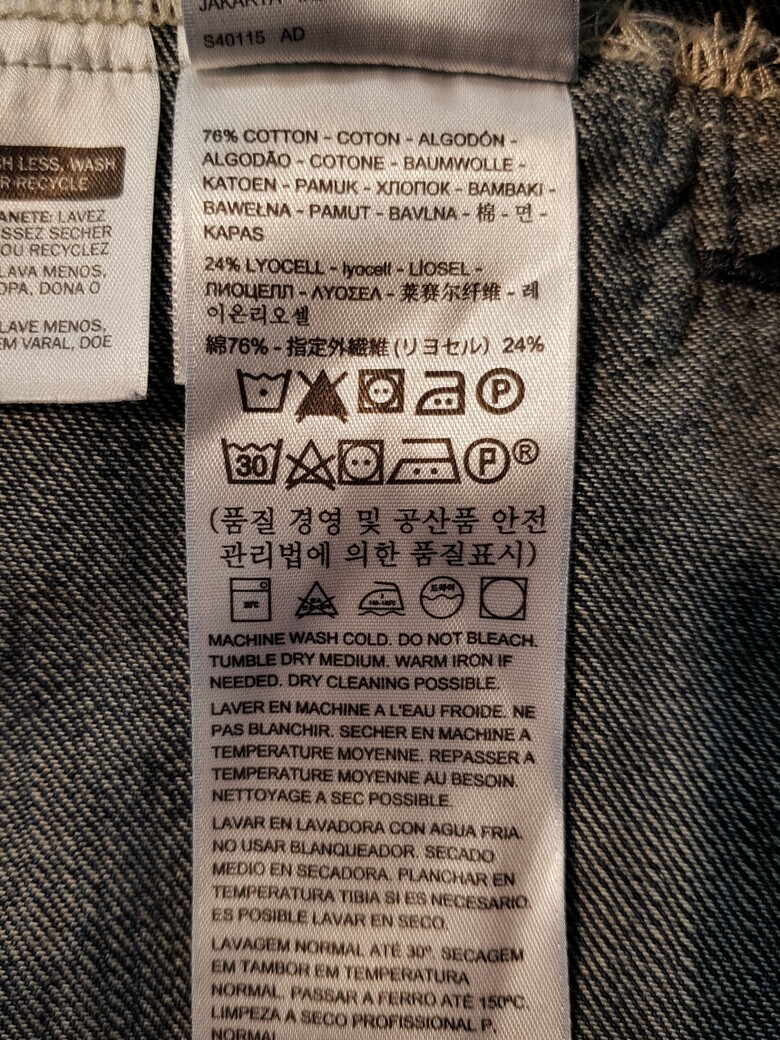 S40115 AD
76% COTTON - COTON - ALGODÓN -
ALGODÃO - COTONE - BAUMWOLLE -
KATOEN - PAMUK - ХЛОПОК - BAMBAKI -
BAWEŁNA - PAMUT - BAVLNA - 棉 - 면 -
KAPAS
24% LYOCELL - lyocell - LİOSEL -
ЛИОЦЕЛЛ - ΛΥΟΣΕΛ - 莱赛尔纤维 - 레
이온리오셀
綿76% - 指定外繊維 (リヨセル) 24%
P
30 P ®
(품질 경영 및 공산품 안전
관리법에 의한 품질표시)
드라이
MACHINE WASH COLD. DO NOT BLEACH.
TUMBLE DRY MEDIUM. WARM IRON IF
NEEDED. DRY CLEANING POSSIBLE.
LAVER EN MACHINE A L'EAU FROIDE. NE
PAS BLANCHIR. SECHER EN MACHINE A
TEMPERATURE MOYENNE. REPASSER A
TEMPERATURE MOYENNE AU BESOIN.
NETTOYAGE A SEC POSSIBLE.
LAVAR EN LAVADORA CON AGUA FRIA.
NO USAR BLANQUEADOR. SECADO
MEDIO EN SECADORA. PLANCHAR EN
TEMPERATURA TIBIA SI ES NECESARIO.
ES POSIBLE LAVAR EN SECO.
LAVAGEM NORMAL ATÉ 30º. SECAGEM
EM TAMBOR EM TEMPERATURA
NORMAL. PASSAR A FERRO ATÉ 150ºC.
LIMPEZA A SECO PROFISSIONAL P,
NORMAL.
LESS, WASH
RECYCLE
LAVEZ
SECHER
OU RECYCLEZ
LAVA MENOS,
DONA O
LAVE MENOS,
EM VARAL, DOE